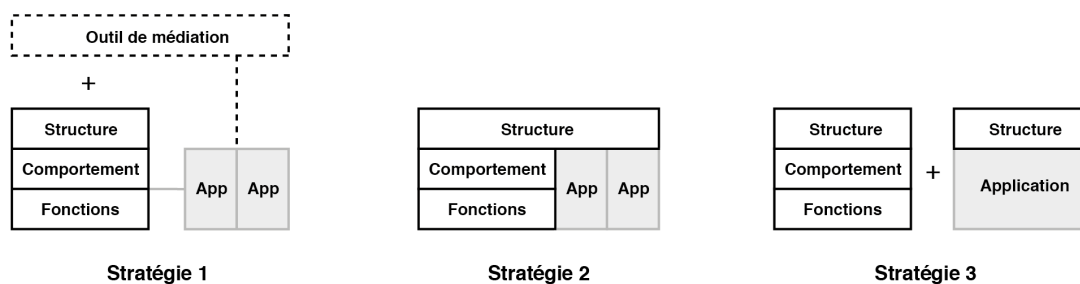 Outil de médiation
+
Structure
Comportement
Fonctions
App App
Stratégie 1
Structure
Comportement
Fonctions
App App
Stratégie 2
Structure
Comportement
Fonctions
+
Structure
Application
Stratégie 3